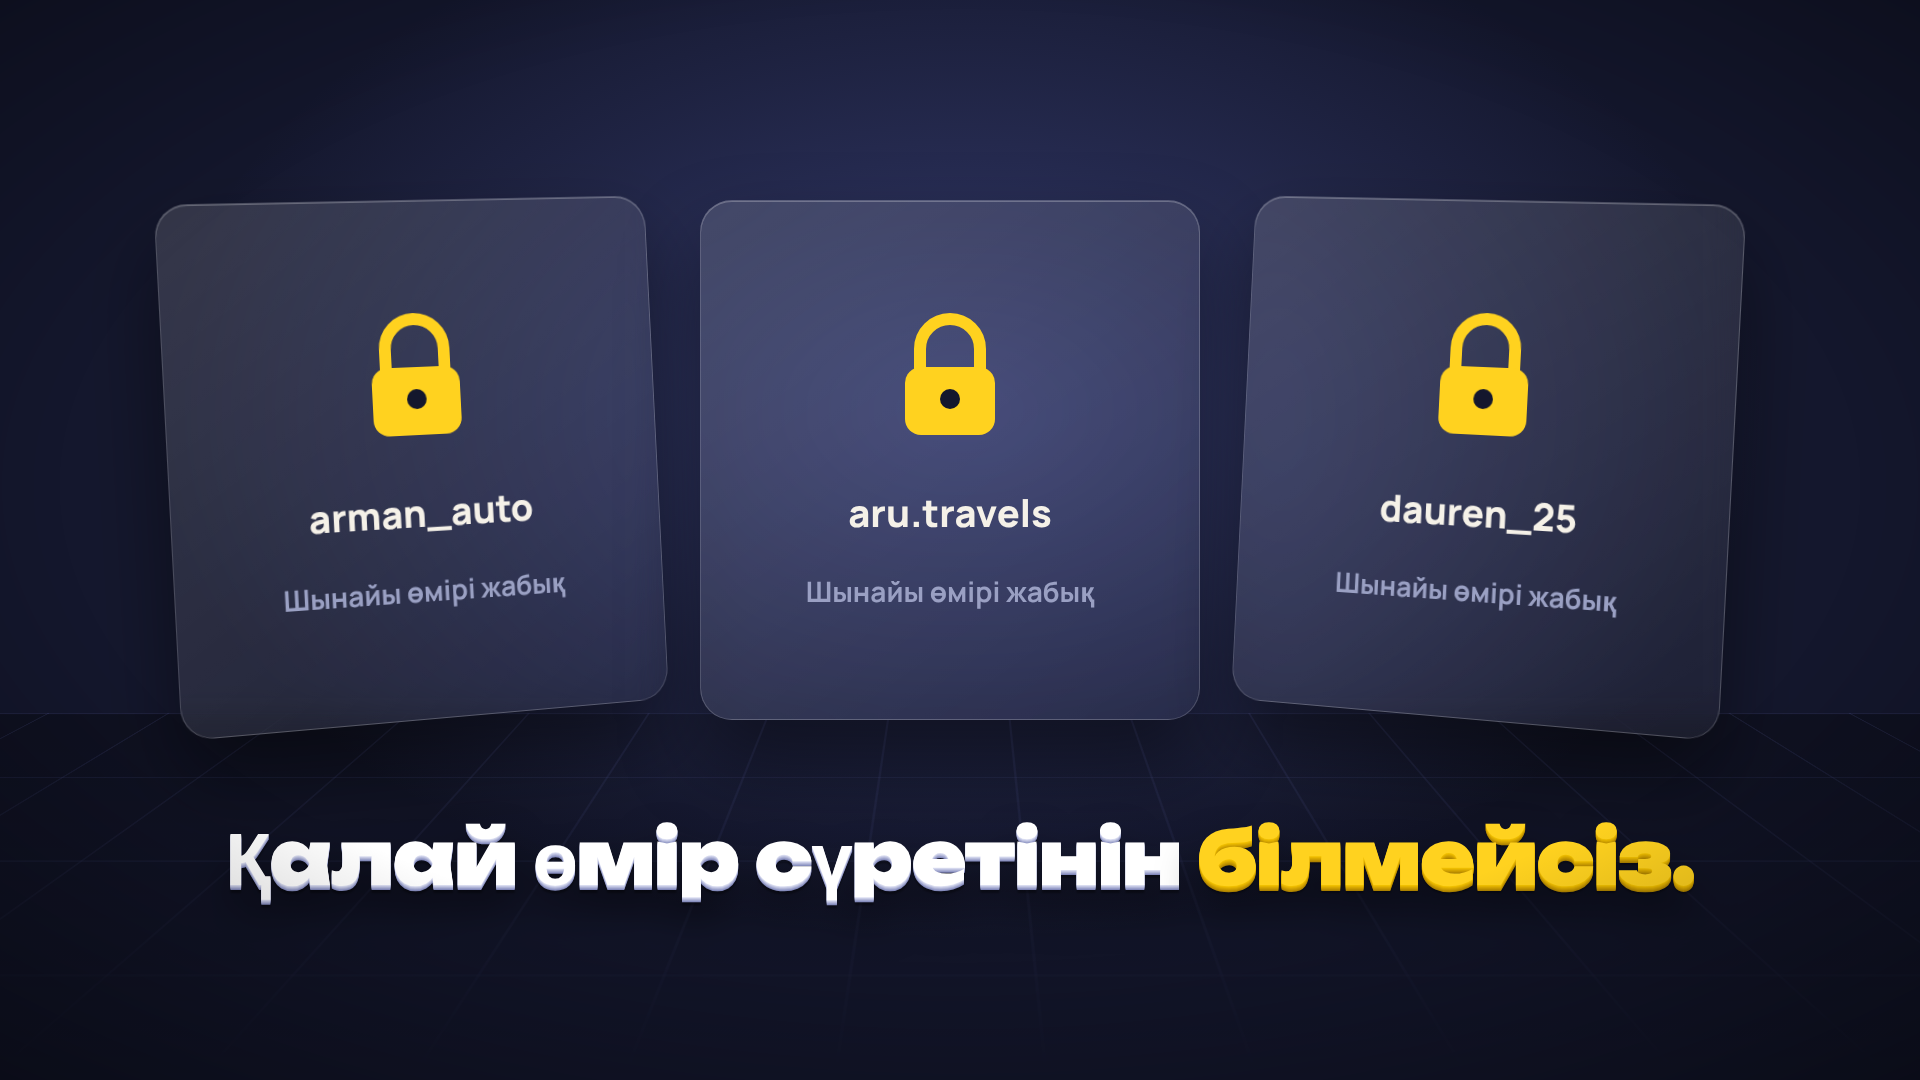 arman_auto
Шынайы өмірі жабық
aru.travels
Шынайы өмірі жабық
dauren_25
Шынайы өмірі жабық
Қалай өмір сүретінін білмейсіз.